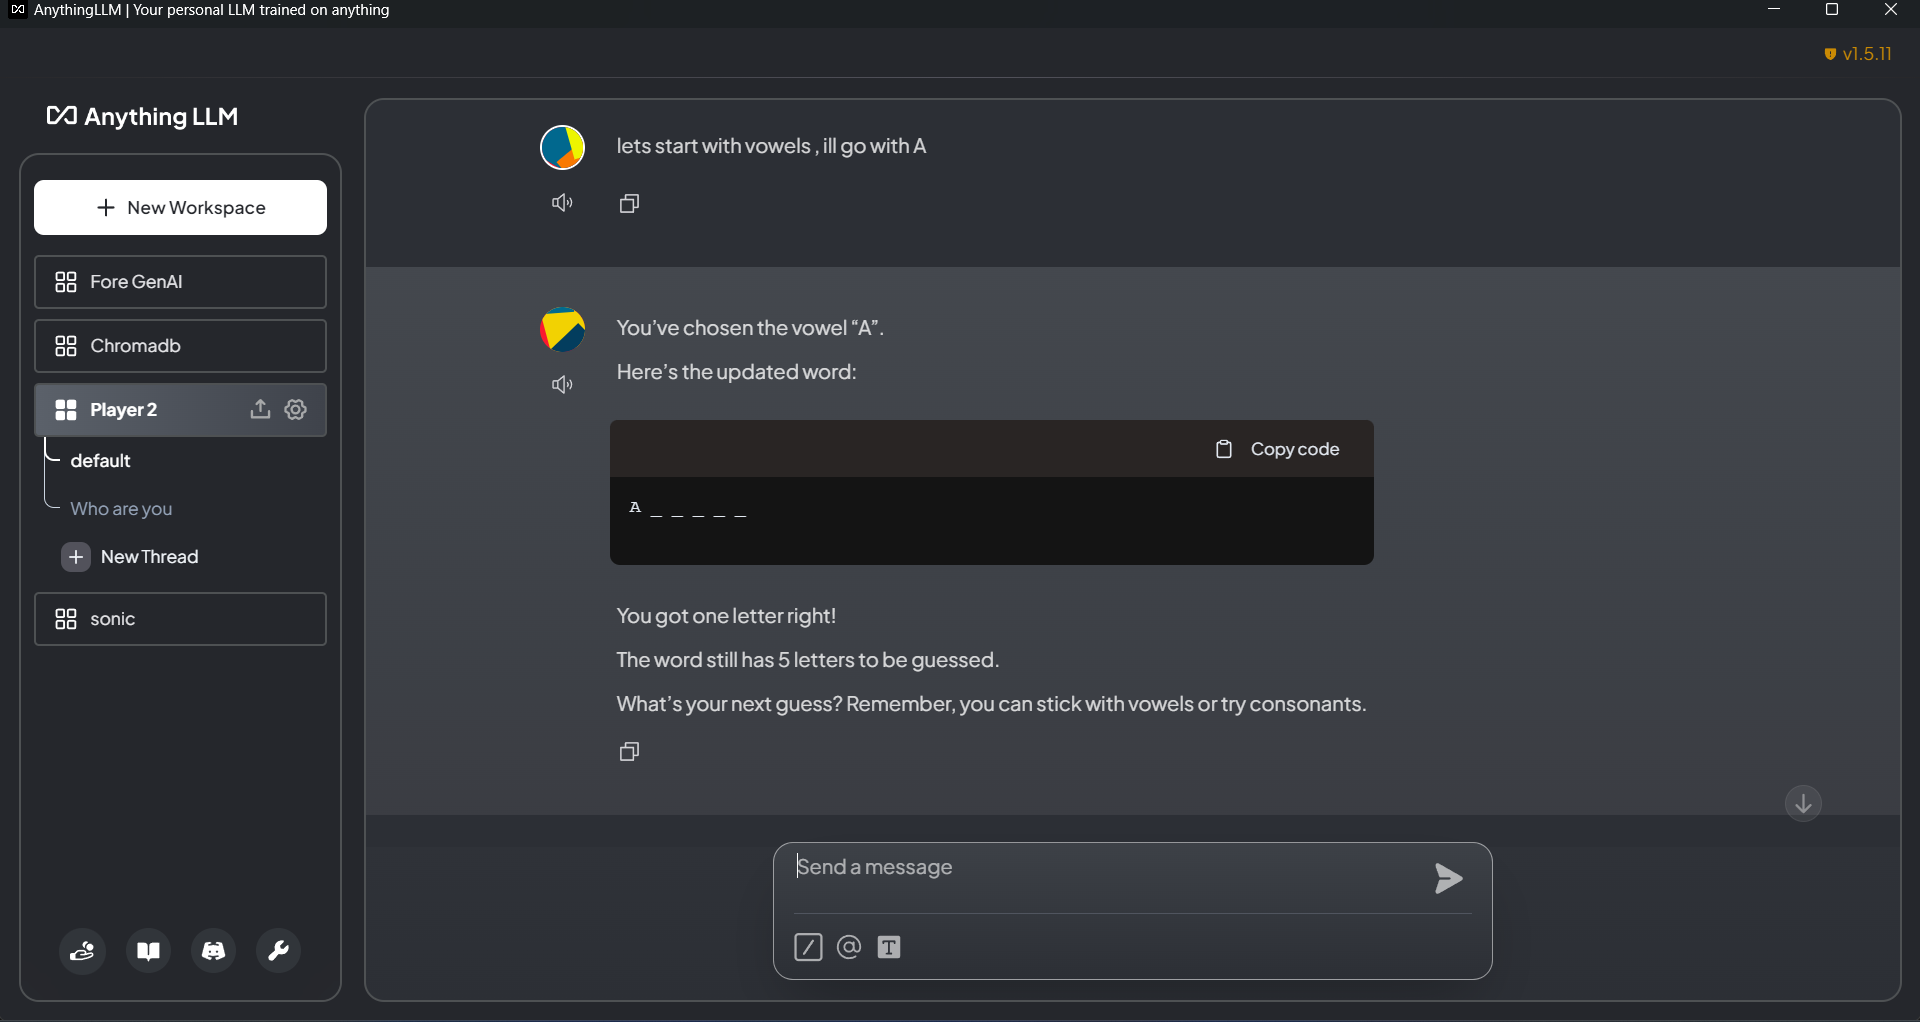 AnythingLLM | Your personal LLM trained on anything
v1.5.11
Anything LLM
New Workspace
Fore GenAI
Chromadb
Player 2
default
Who are you
New Thread
sonic
lets start with vowels , ill go with A
You’ve chosen the vowel “A”.
Here’s the updated word:
Copy code
A _ _ _ _ _
You got one letter right!
The word still has 5 letters to be guessed.
What’s your next guess? Remember, you can stick with vowels or try consonants.
Send a message